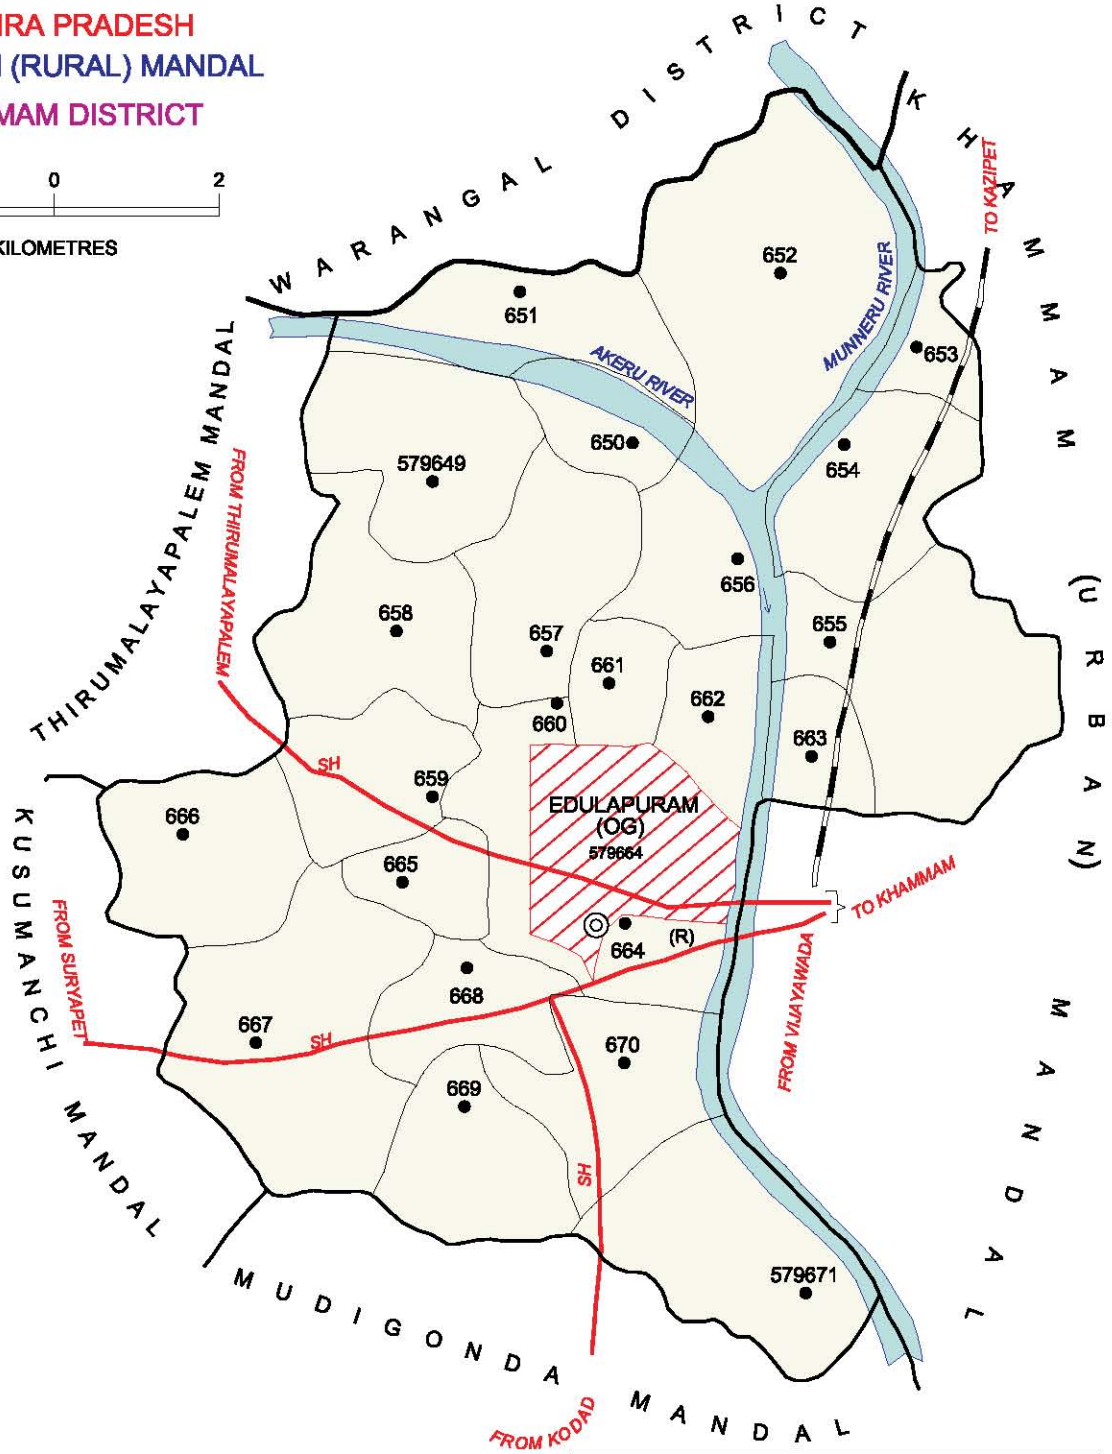 IRA PRADESH
(RURAL) MANDAL
MAM DISTRICT
0 2
KILOMETRES
WARANGAL DISTRICT
KHAMMAM (URBAN) MANDAL
TO KAZIPET
652
651
MUNNERU RIVER
653
AKERU RIVER
650
654
579649
THIRUMALAYAPALEM MANDAL
FROM THIRUMALAYAPALEM
656
658
657
655
661
662
660
663
SH
659
EDULAPURAM
(OG)
579664
666
KUSUMANCHI MANDAL
665
TO KHAMMAM
FROM SURYAPET
664
(R)
668
FROM VIJAYAWADA
667
SH
670
669
SH
579671
MUDIGONDA MANDAL
FROM KODAD